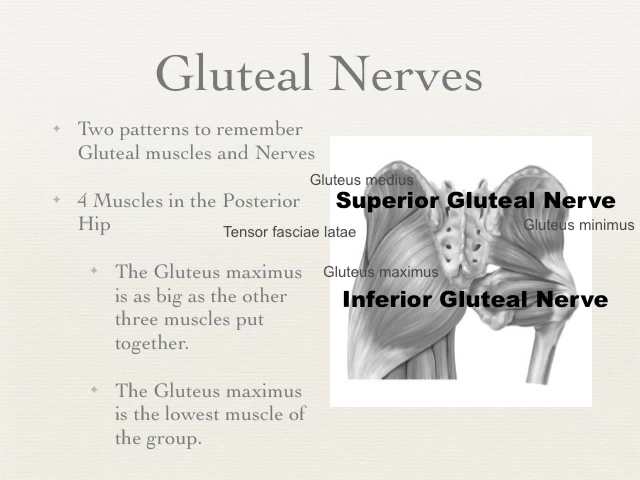 Gluteal Nerves
Two patterns to remember
Gluteal muscles and Nerves
4 Muscles in the Posterior
Hip
The Gluteus maximus
is as big as the other
three muscles put
together.
The Gluteus maximus
is the lowest muscle of
the group.
Gluteus medius
Superior Gluteal Nerve
Gluteus minimus
Tensor fasciae latae
Gluteus maximus
Inferior Gluteal Nerve